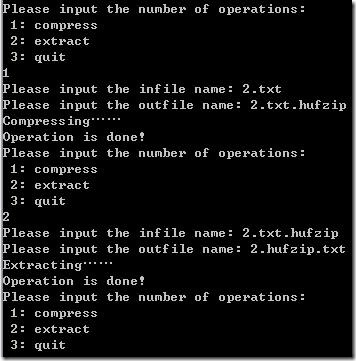 Please input the number of operations:
1: compress
2: extract
3: quit
1
Please input the infile name: 2.txt
Please input the outfile name: 2.txt.hufzip
Compressing……
Operation is done!
Please input the number of operations:
1: compress
2: extract
3: quit
2
Please input the infile name: 2.txt.hufzip
Please input the outfile name: 2.hufzip.txt
Extracting……
Operation is done!
Please input the number of operations:
1: compress
2: extract
3: quit